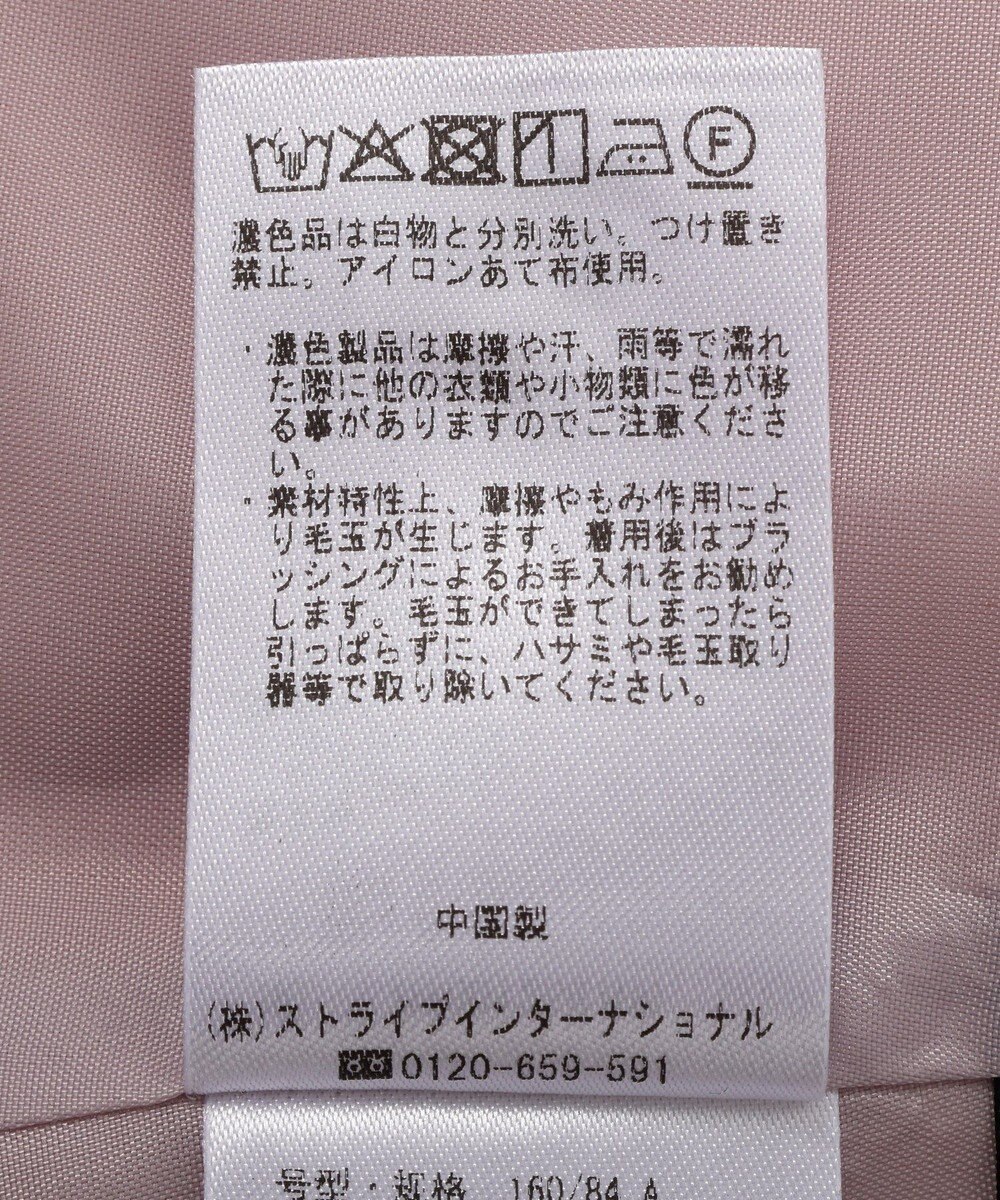 F
濃色品は白物と分別洗い。つけ置き
禁止。アイロンあて布使用。
・濃色製品は摩擦や汗、雨等で濡れ
た際に他の衣類や小物類に色が移
る事がありますのでご注意くださ
い。
・素材特性上、摩擦やもみ作用によ
り毛玉が生じます。着用後はブラ
ッシングによるお手入れをお勧め
します。毛玉ができてしまったら
引っぱらずに、ハサミや毛玉取り
器等で取り除いてください。
中国製
(株)ストライプインターナショナル
0120-659-591
号型・規格 160/84 A